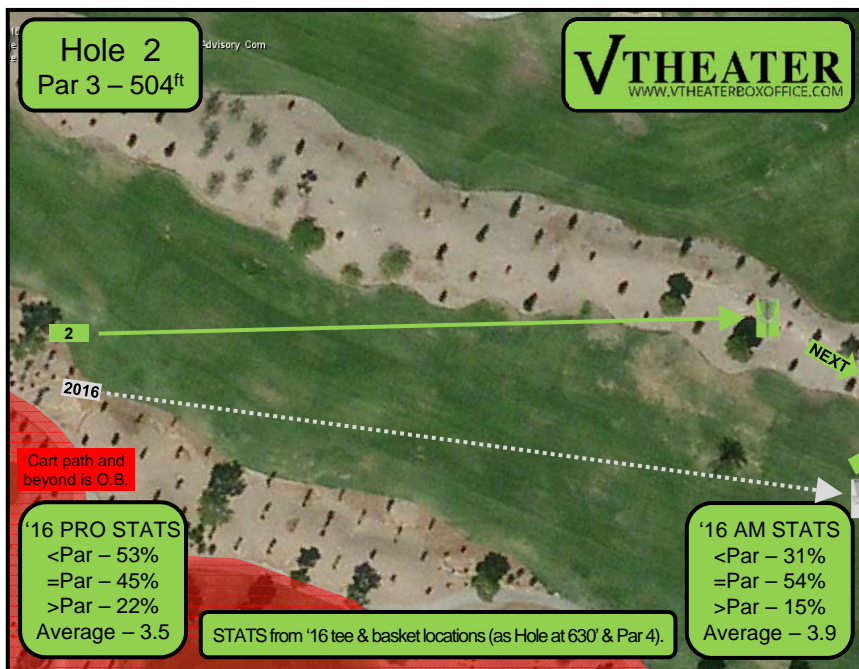 Hole 2
Par 3 – 504ft
Advisory Com
VTHEATER
WWW.VTHEATERBOXOFFICE.COM
2
NEXT
2016
Cart path and
beyond is O.B.
'16 PRO STATS
<Par – 53%
=Par – 45%
>Par – 22%
Average – 3.5
STATS from '16 tee & basket locations (as Hole at 630' & Par 4).
'16 AM STATS
<Par – 31%
=Par – 54%
>Par – 15%
Average – 3.9